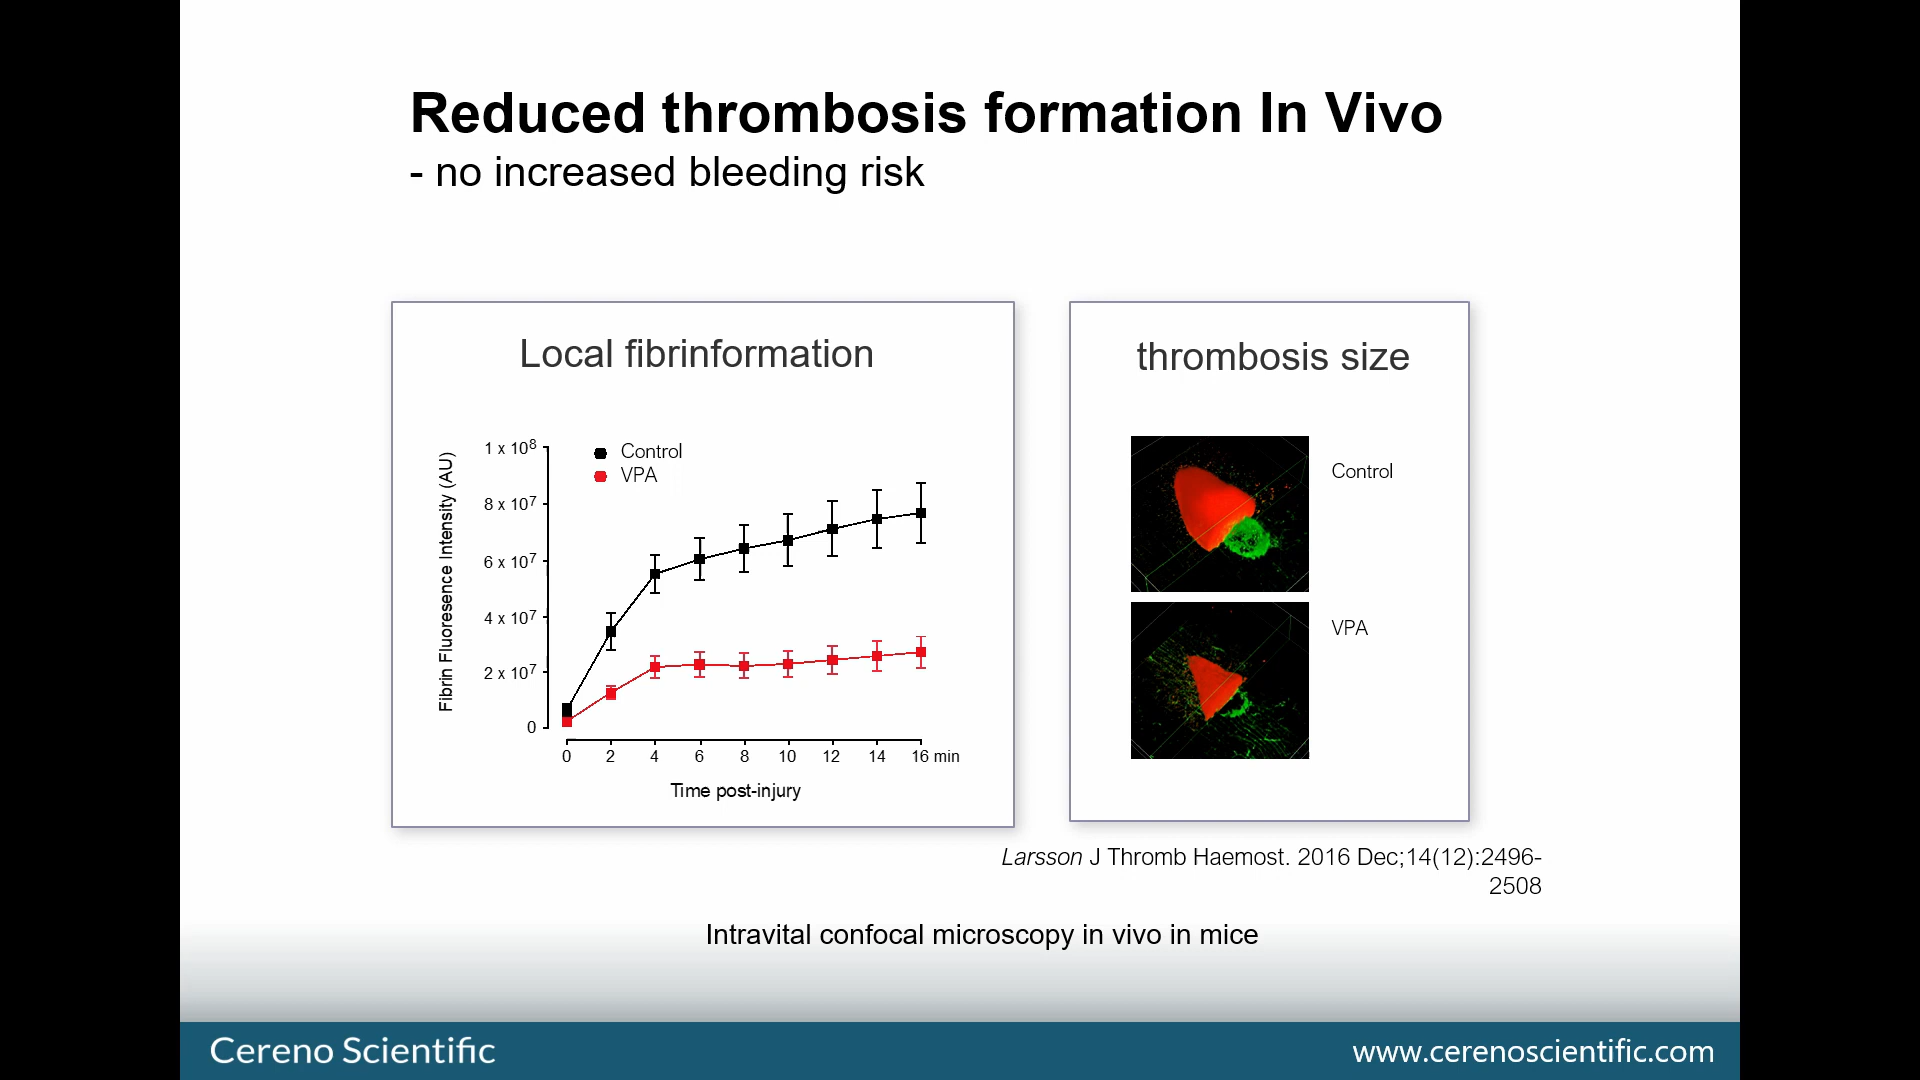 Reduced thrombosis formation In Vivo
- no increased bleeding risk
Local fibrinformation
Fibrin Fluoresence Intensity (AU)
1 x 10⁸
8 x 10⁷
6 x 10⁷
4 x 10⁷
2 x 10⁷
0
Control
VPA
0 2 4 6 8 10 12 14 16 min
Time post-injury
thrombosis size
Control
VPA
Larsson J Thromb Haemost. 2016 Dec;14(12):2496-
2508
Intravital confocal microscopy in vivo in mice
Cereno Scientific
www.cerenoscientific.com